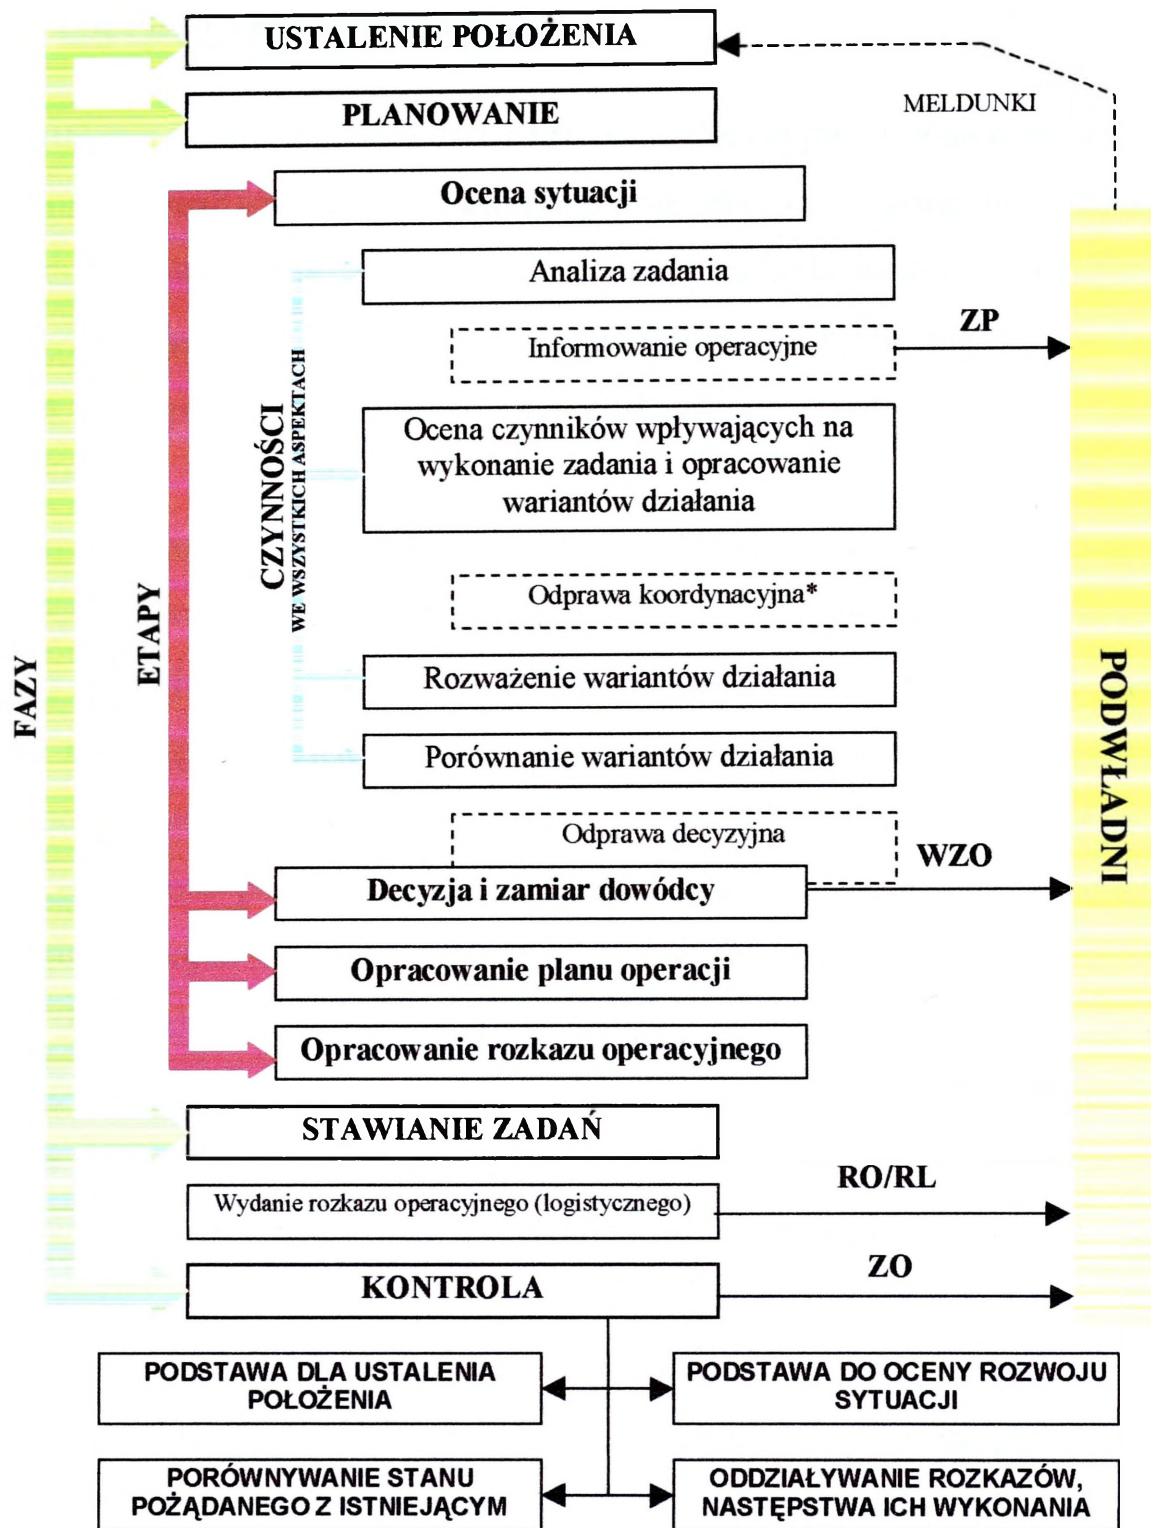 USTALENIE POŁOŻENIA
MELDUNKI
PLANOWANIE
Ocena sytuacji
Analiza zadania
ZP
Informowanie operacyjne
CZYNNOŚCI
WE WSZYSTKICH ASPEKTACH
Ocena czynników wpływających na
wykonanie zadania i opracowanie
wariantów działania
Odprawa koordynacyjna*
ETAPY
FAZY
Rozważenie wariantów działania
PODWŁADNI
Porównanie wariantów działania
Odprawa decyzyjna
WZO
Decyzja i zamiar dowódcy
Opracowanie planu operacji
Opracowanie rozkazu operacyjnego
STAWIANIE ZADAŃ
RO/RL
Wydanie rozkazu operacyjnego (logistycznego)
ZO
KONTROLA
PODSTAWA DLA USTALENIA
POŁOŻENIA
PODSTAWA DO OCENY ROZWOJU
SYTUACJI
PORÓWNYWANIE STANU
POŻĄDANEGO Z ISTNIEJĄCYM
ODDZIAŁYWANIE ROZKAZÓW,
NASTĘPSTWA ICH WYKONANIA